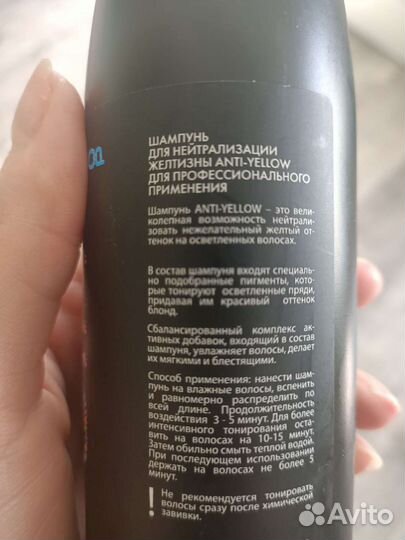 ШАМПУНЬ
ДЛЯ НЕЙТРАЛИЗАЦИИ
ЖЕЛТИЗНЫ ANTI-YELLOW
ДЛЯ ПРОФЕССИОНАЛЬНОГО
ПРИМЕНЕНИЯ
Шампунь ANTI-YELLOW – это вели-
колепная возможность нейтрализо-
вать нежелательный желтый от-
тенок на осветленных волосах.
В состав шампуня входят специаль-
но подобранные пигменты, кото-
рые тонируют осветленные пряди,
придавая им красивый оттенок
блонд.
Сбалансированный комплекс ак-
тивных добавок, входящий в состав
шампуня, увлажняет волосы, делает
их мягкими и блестящими.
Способ применения: нанести шам-
пунь на влажные волосы, вспенить
и равномерно распределить по
всей длине. Продолжительность
воздействия 3 - 5 минут. Для более
интенсивного тонирования оста-
вить на волосах на 10-15 минут.
Затем обильно смыть теплой водой.
При последующем использовании
держать на волосах не более 5
минут.
! Не рекомендуется тонировать
волосы сразу после химической
завивки.
Avito